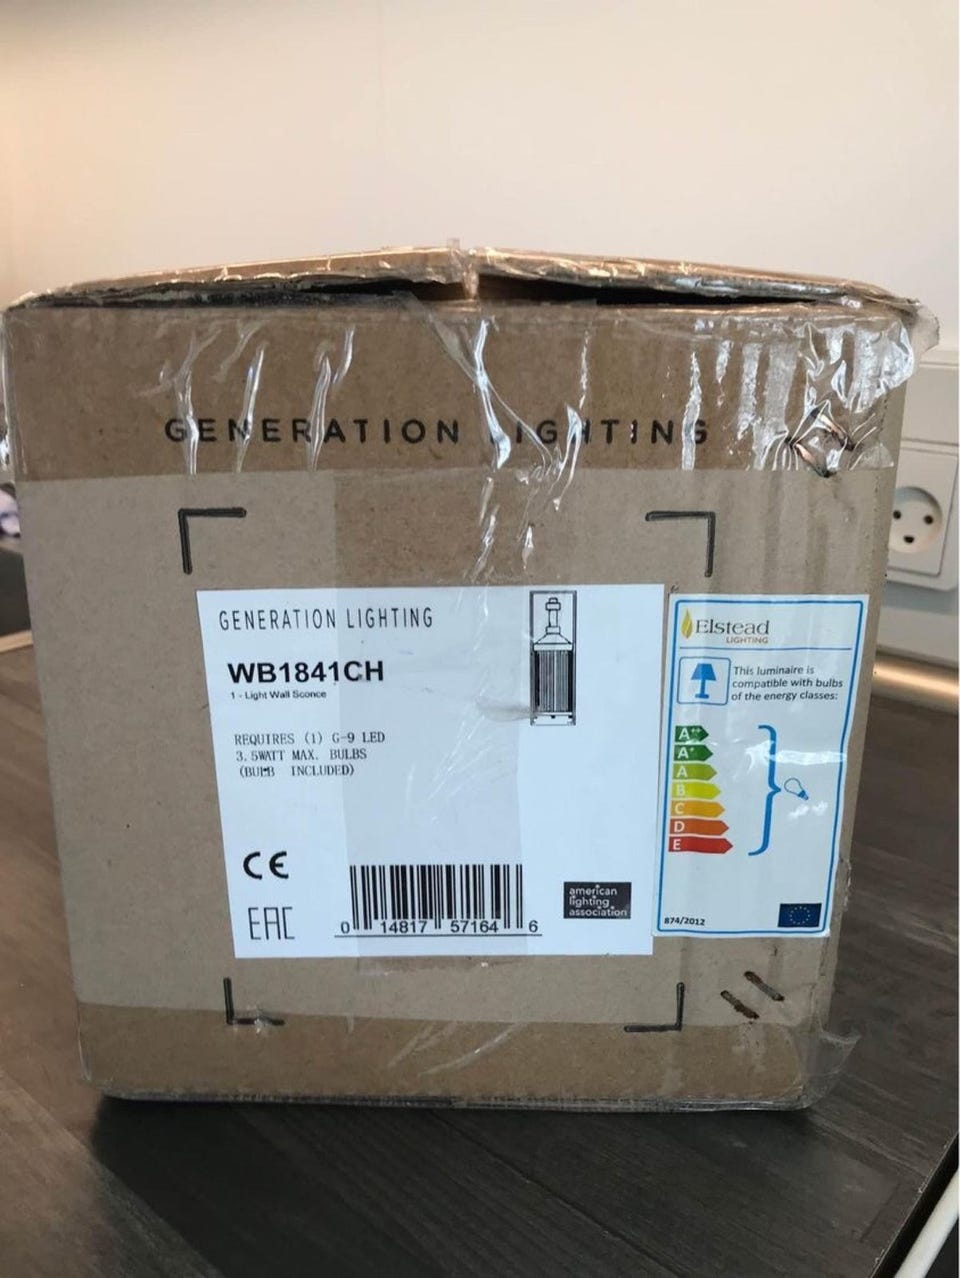 GENERATION LIGHTING
GENERATION LIGHTING
WB1841CH
1 - Light Wall Sconce
REQUIRES (1) G-9 LED
3.5WATT MAX. BULBS
(BULB INCLUDED)
CE
EAC
0 14817 57164 6
american
lighting
association
Elstead
LIGHTING
This luminaire is
compatible with bulbs
of the energy classes:
A++
A+
A
B
C
D
E
874/2012